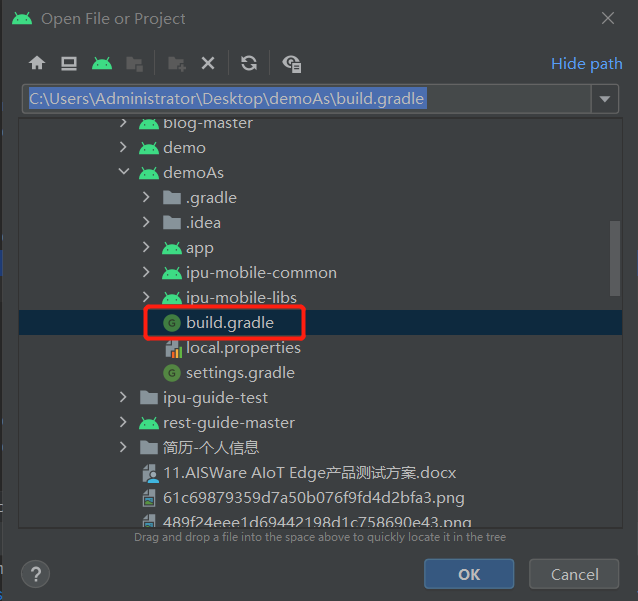 Open File or Project
Hide path
C:\Users\Administrator\Desktop\demoAs\build.gradle
blog-master
demo
demoAs
.gradle
.idea
app
ipu-mobile-common
ipu-mobile-libs
build.gradle
local.properties
settings.gradle
ipu-guide-test
rest-guide-master
简历-个人信息
11.AISWare AIoT Edge产品测试方案.docx
61c69879359d7a50b076f9fd4d2bfa3.png
489f24eee1d69442198d1c758690e43.png
Drag and drop a file into the space above to quickly locate it in the tree
?
OK
Cancel